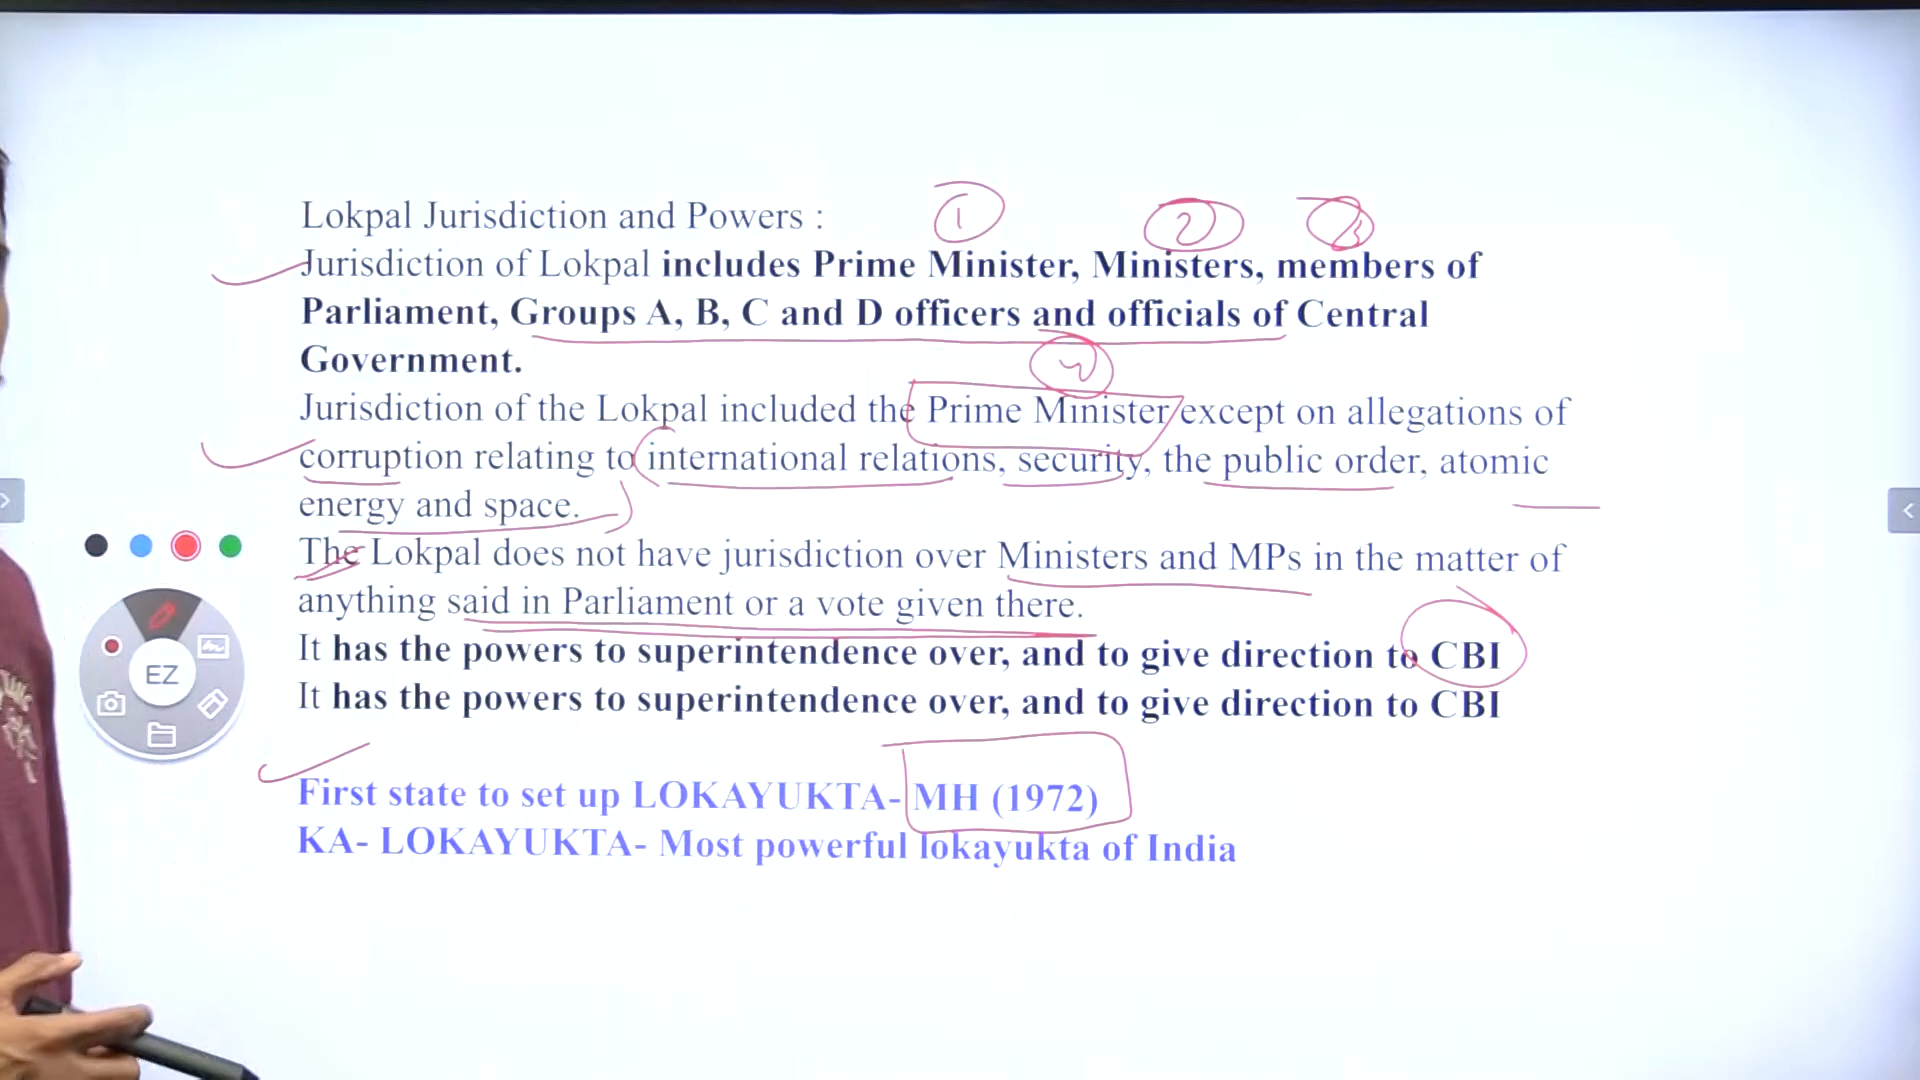 1 2 3
Lokpal Jurisdiction and Powers :
Jurisdiction of Lokpal includes Prime Minister, Ministers, members of
Parliament, Groups A, B, C and D officers and officials of Central
Government.
Jurisdiction of the Lokpal included the Prime Minister except on allegations of
corruption relating to international relations, security, the public order, atomic
energy and space.
The Lokpal does not have jurisdiction over Ministers and MPs in the matter of
anything said in Parliament or a vote given there.
It has the powers to superintendence over, and to give direction to CBI
It has the powers to superintendence over, and to give direction to CBI
First state to set up LOKAYUKTA- MH (1972)
KA- LOKAYUKTA- Most powerful lokayukta of India
EZ